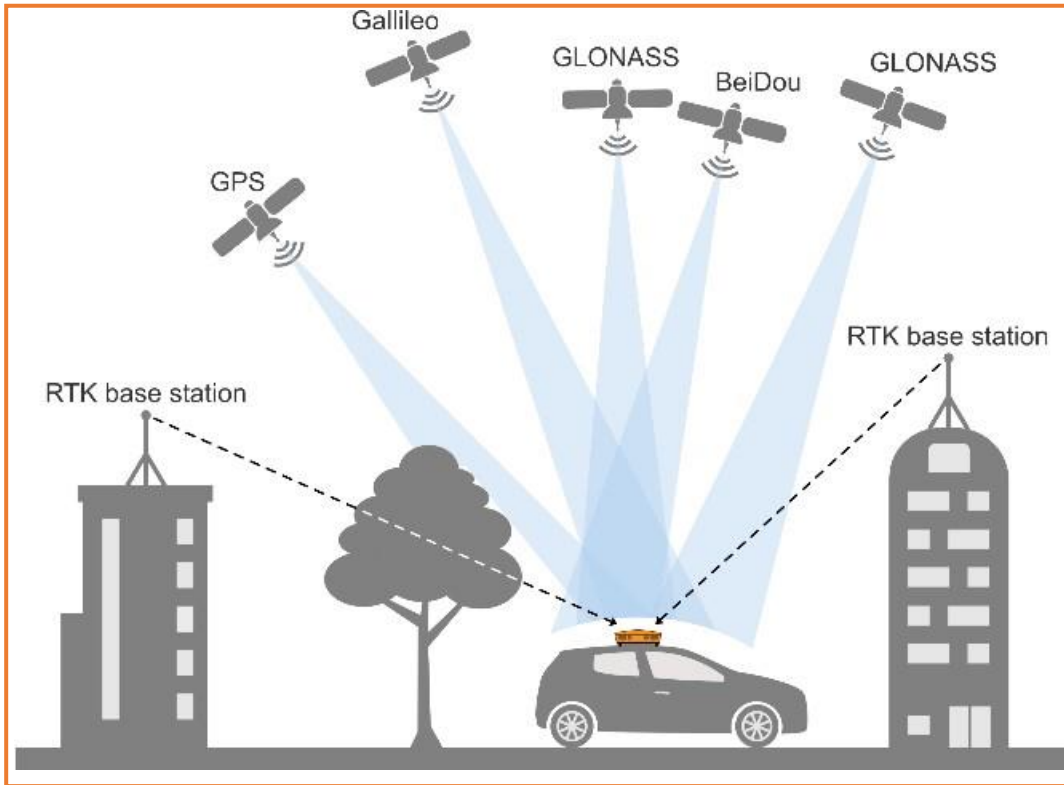 Gallileo
GLONASS
BeiDou
GLONASS
GPS
RTK base station
RTK base station